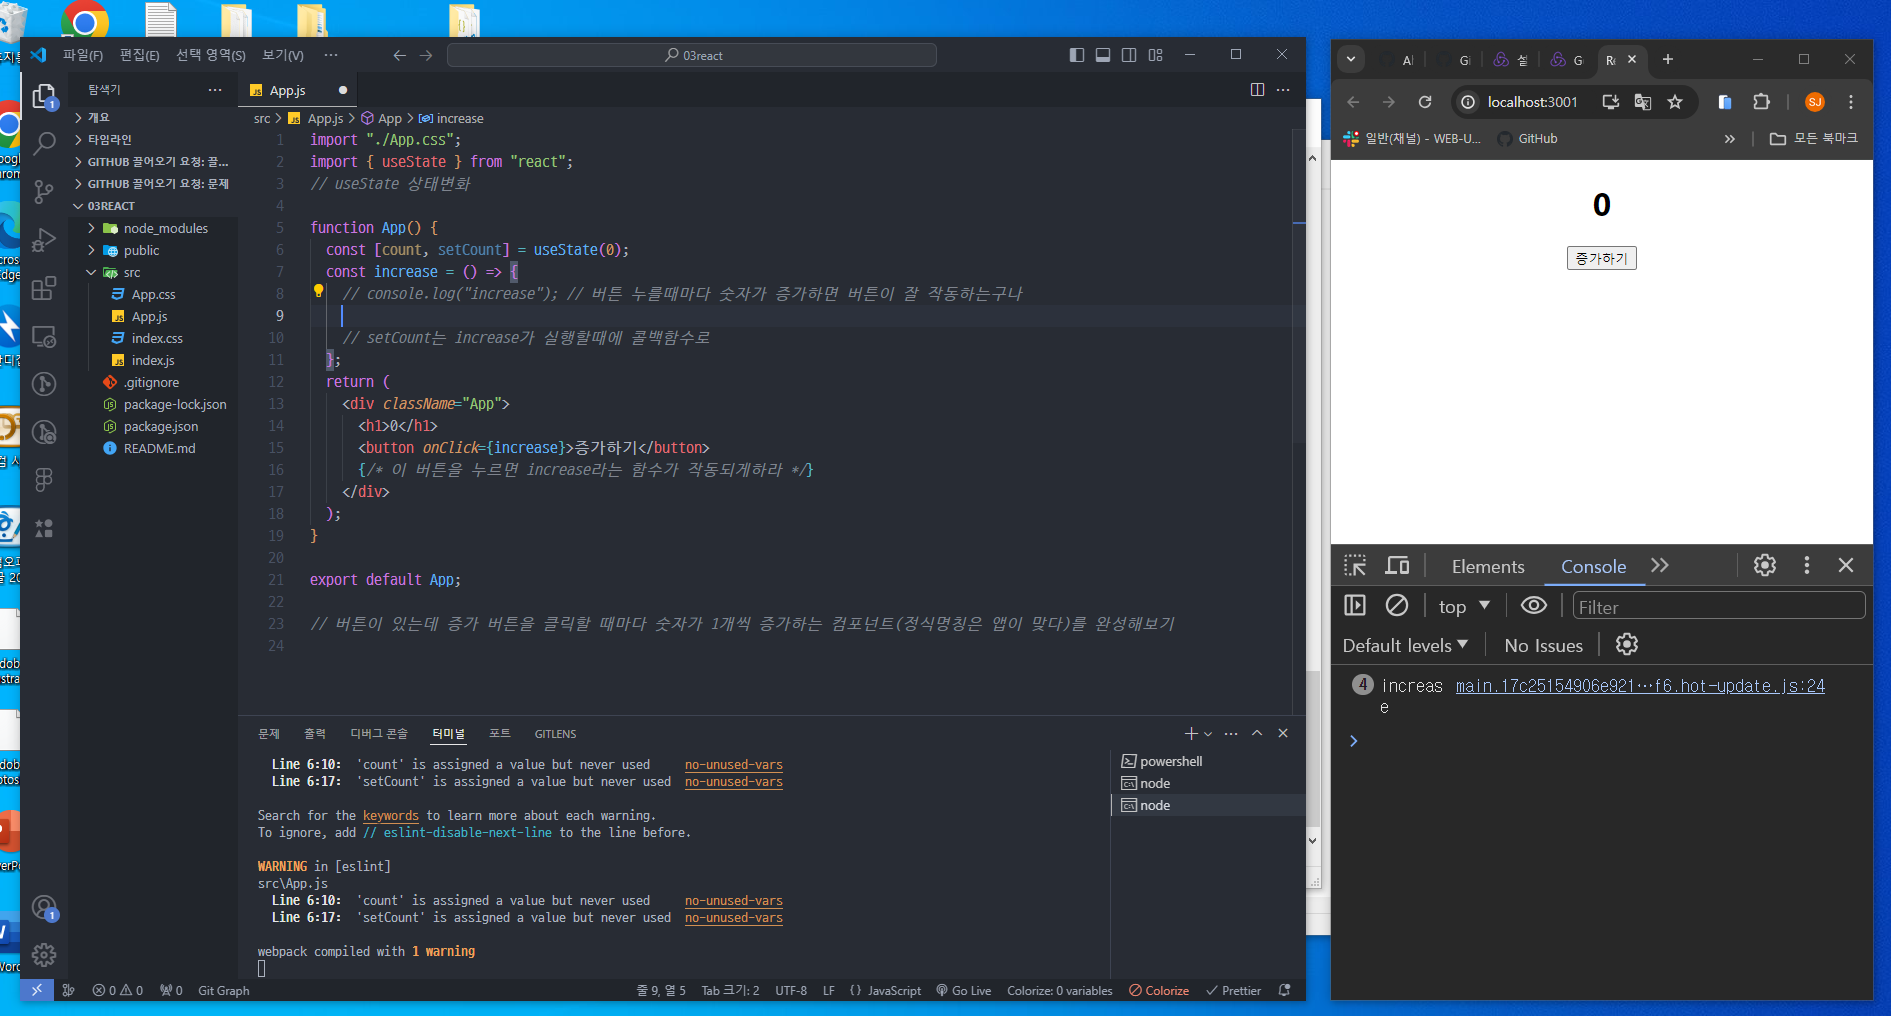 파일(F) 편집(E) 선택 영역(S) 보기(V) ··· 03react
탐색기 ···
개요
타임라인
GITHUB 끌어오기 요청: 끌...
GITHUB 끌어오기 요청: 문제
03REACT
node_modules
public
src
App.css
App.js
index.css
index.js
.gitignore
package-lock.json
package.json
README.md
App.js
src > App.js > App > increase
1 import "./App.css";
2 import { useState } from "react";
3 // useState 상태변화
4
5 function App() {
6 const [count, setCount] = useState(0);
7 const increase = () => {
8 // console.log("increase"); // 버튼 누를때마다 숫자가 증가하면 버튼이 잘 작동하는구나
9
10 // setCount는 increase가 실행할때에 콜백함수로
11 };
12 return (
13 <div className="App">
14 <h1>0</h1>
15 <button onClick={increase}>증가하기</button>
16 {/* 이 버튼을 누르면 increase라는 함수가 작동되게하라 */}
17 </div>
18 );
19 }
20
21 export default App;
22
23 // 버튼이 있는데 증가 버튼을 클릭할 때마다 숫자가 1개씩 증가하는 컴포넌트(정식명칭은 앱이 맞다)를 완성해보기
24
문제 출력 디버그 콘솔 터미널 포트 GITLENS
Line 6:10: 'count' is assigned a value but never used no-unused-vars
Line 6:17: 'setCount' is assigned a value but never used no-unused-vars
Search for the keywords to learn more about each warning.
To ignore, add // eslint-disable-next-line to the line before.
WARNING in [eslint]
src\App.js
Line 6:10: 'count' is assigned a value but never used no-unused-vars
Line 6:17: 'setCount' is assigned a value but never used no-unused-vars
webpack compiled with 1 warning
powershell
node
node
0 0 0 Git Graph 줄 9, 열 5 Tab 크기: 2 UTF-8 LF {} JavaScript Go Live Colorize: 0 variables Colorize Prettier
localhost:3001 SJ
일반(채널) - WEB-U... GitHub » 모든 북마크
0
증가하기
Elements Console
top Filter
Default levels No Issues
4 increas main.17c25154906e921…f6.hot-update.js:24
e